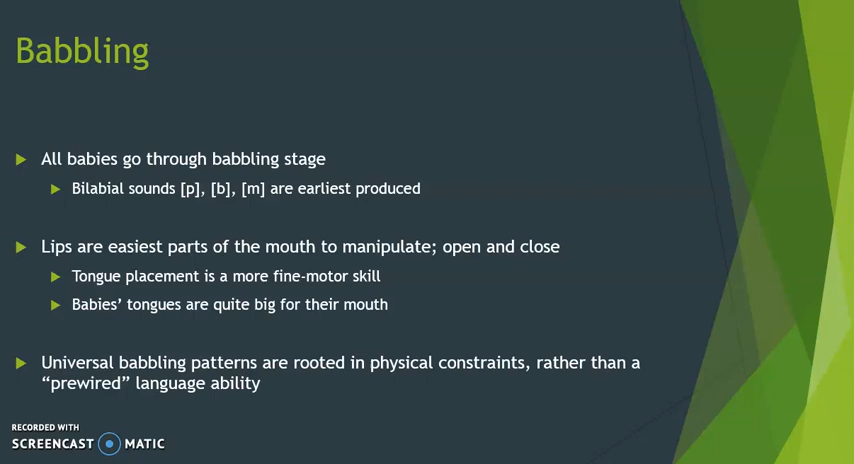 Babbling
All babies go through babbling stage
Bilabial sounds [p], [b], [m] are earliest produced
Lips are easiest parts of the mouth to manipulate; open and close
Tongue placement is a more fine-motor skill
Babies’ tongues are quite big for their mouth
Universal babbling patterns are rooted in physical constraints, rather than a
“prewired” language ability
RECORDED WITH
SCREENCAST MATIC